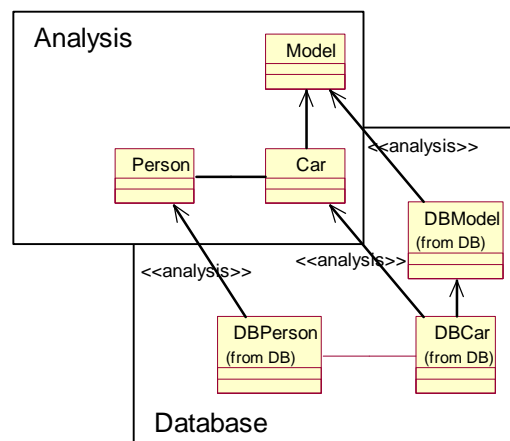 Analysis
Model
<<analysis>>
Person
Car
DBModel
(from DB)
<<analysis>>
<<analysis>>
DBPerson
(from DB)
DBCar
(from DB)
Database